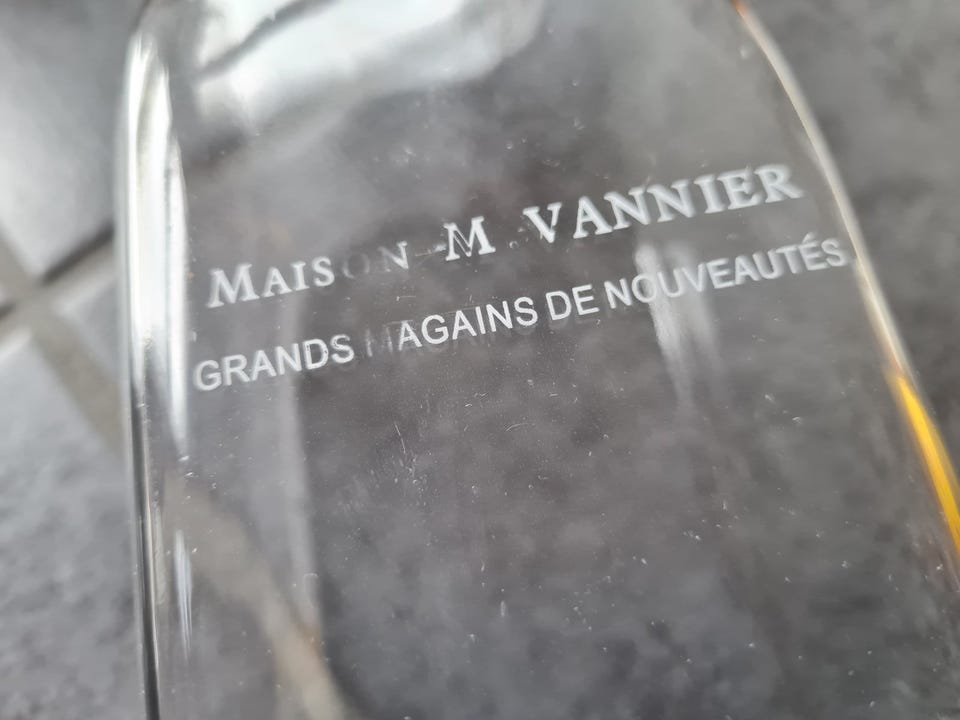 MAISON M. VANNIER
GRANDS MAGAINS DE NOUVEAUTÉS